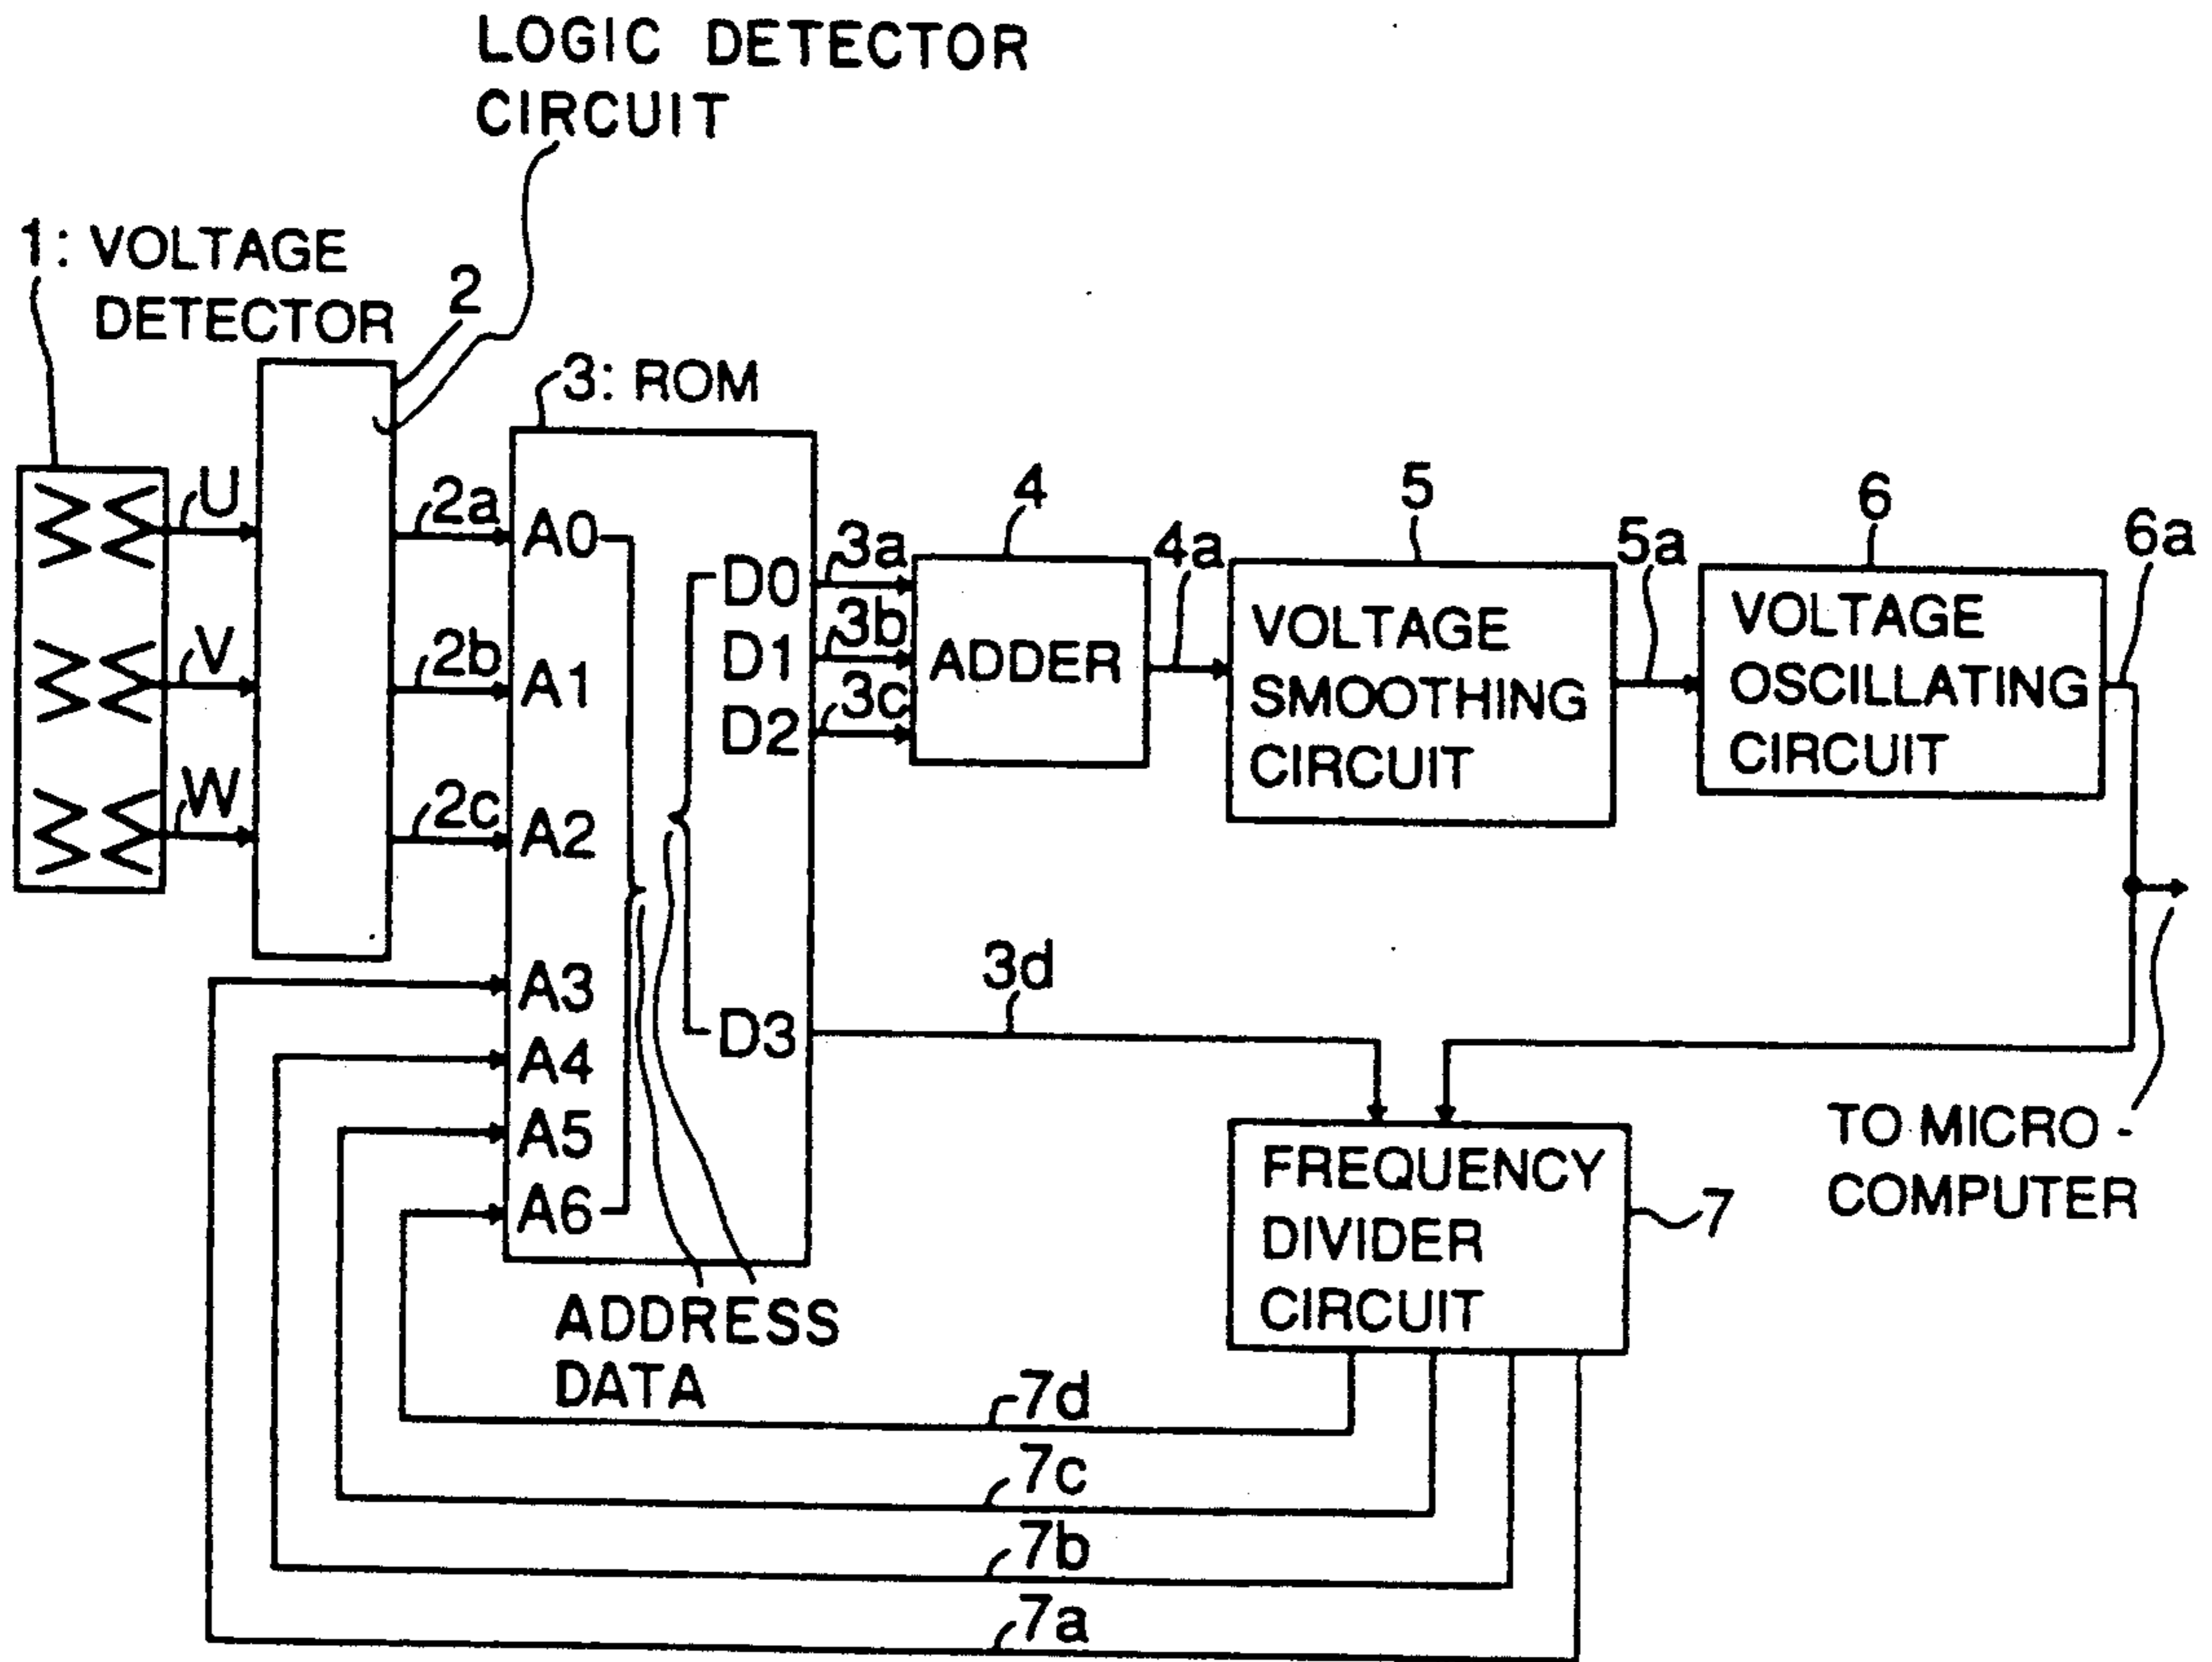 LOGIC DETECTOR
CIRCUIT
1: VOLTAGE
DETECTOR
2
3: ROM
U
V
W
2a
2b
2c
A0
A1
A2
A3
A4
A5
A6
D0
D1
D2
D3
3a
3b
3c
3d
4
ADDER
4a
5
VOLTAGE
SMOOTHING
CIRCUIT
5a
6
VOLTAGE
OSCILLATING
CIRCUIT
6a
TO MICRO -
COMPUTER
FREQUENCY
DIVIDER
CIRCUIT
7
ADDRESS
DATA
7d
7c
7b
7a